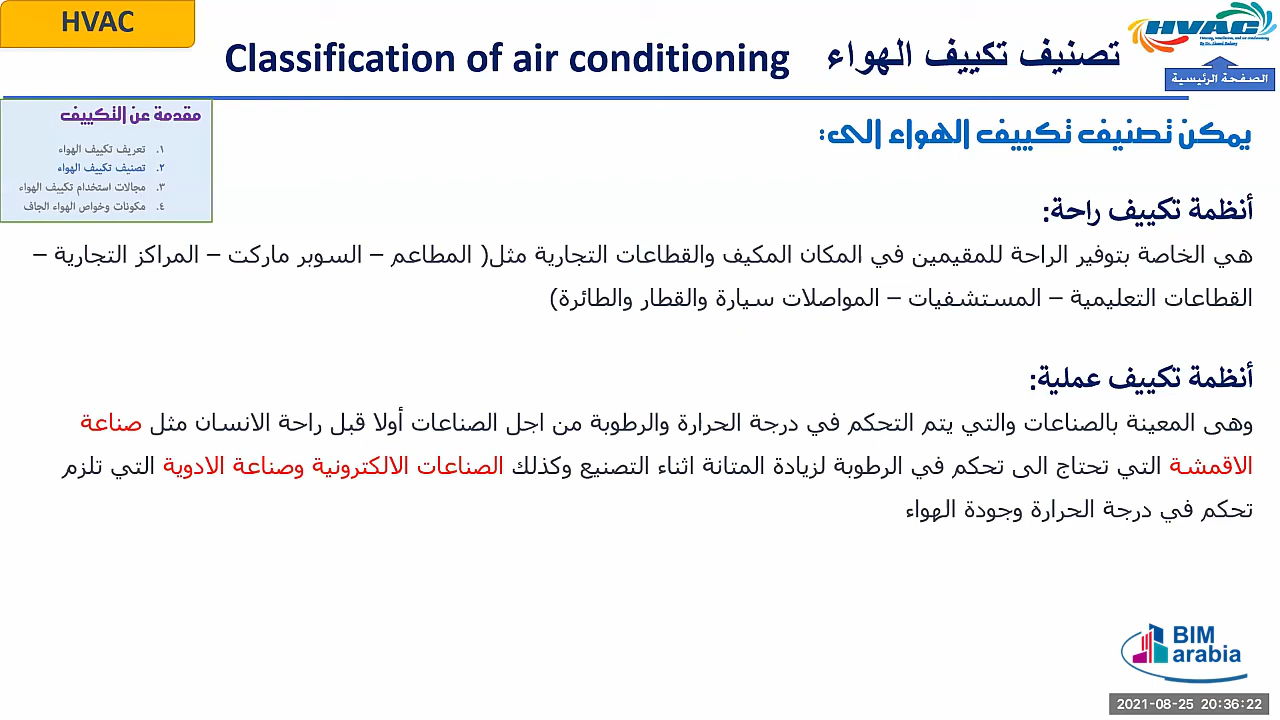 HVAC
Classification of air conditioning تصنيف تكييف الهواء
HVAC
الصفحة الرئيسية
مقدمة عن التكييف
١. تعريف تكييف الهواء
٢. تصنيف تكييف الهواء
٣. مجالات استخدام تكييف الهواء
٤. مكونات وخواص الهواء الجاف
يمكن تصنيف تكييف الهواء إلى:
أنظمة تكييف راحة:
هي الخاصة بتوفير الراحة للمقيمين في المكان المكيف والقطاعات التجارية مثل( المطاعم – السوبر ماركت – المراكز التجارية –
القطاعات التعليمية – المستشفيات – المواصلات سيارة والقطار والطائرة)
أنظمة تكييف عملية:
وهى المعينة بالصناعات والتي يتم التحكم في درجة الحرارة والرطوبة من اجل الصناعات أولا قبل راحة الانسان مثل صناعة
الاقمشة التي تحتاج الى تحكم في الرطوبة لزيادة المتانة اثناء التصنيع وكذلك الصناعات الالكترونية وصناعة الادوية التي تلزم
تحكم في درجة الحرارة وجودة الهواء
BIM
arabia
2021-08-25 20:36:22